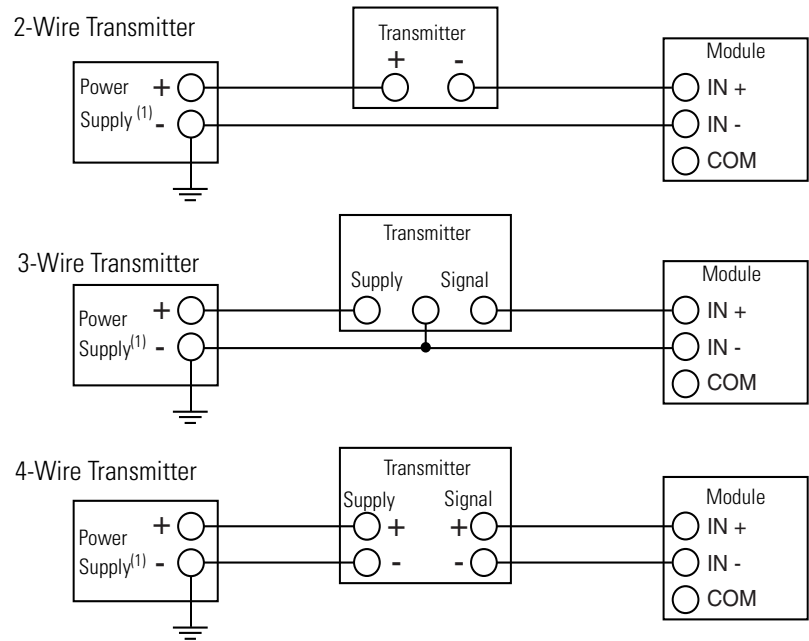 2-Wire Transmitter
Transmitter
+ -
Module
Power +
Supply (1) -
IN +
IN -
COM
3-Wire Transmitter
Transmitter
Supply Signal
Module
Power +
Supply(1) -
IN +
IN -
COM
4-Wire Transmitter
Transmitter
Supply Signal
Module
Power +
Supply(1) -
+ +
- -
IN +
IN -
COM